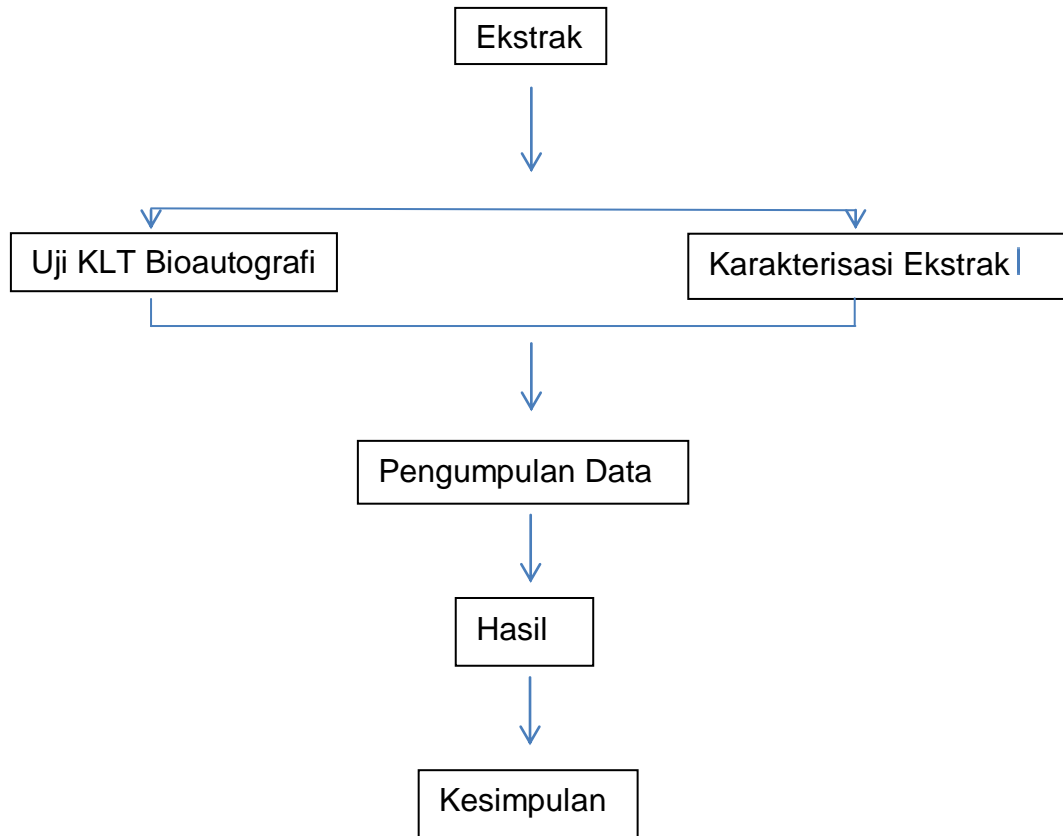 Ekstrak
Uji KLT Bioautografi
Karakterisasi Ekstrak
Pengumpulan Data
Hasil
Kesimpulan